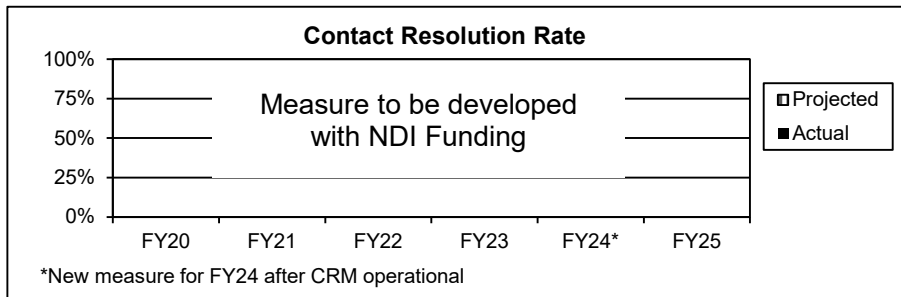 Contact Resolution Rate
100%
75%
50%
25%
0%
Measure to be developed
with NDI Funding
Projected
Actual
FY20 FY21 FY22 FY23 FY24* FY25
*New measure for FY24 after CRM operational